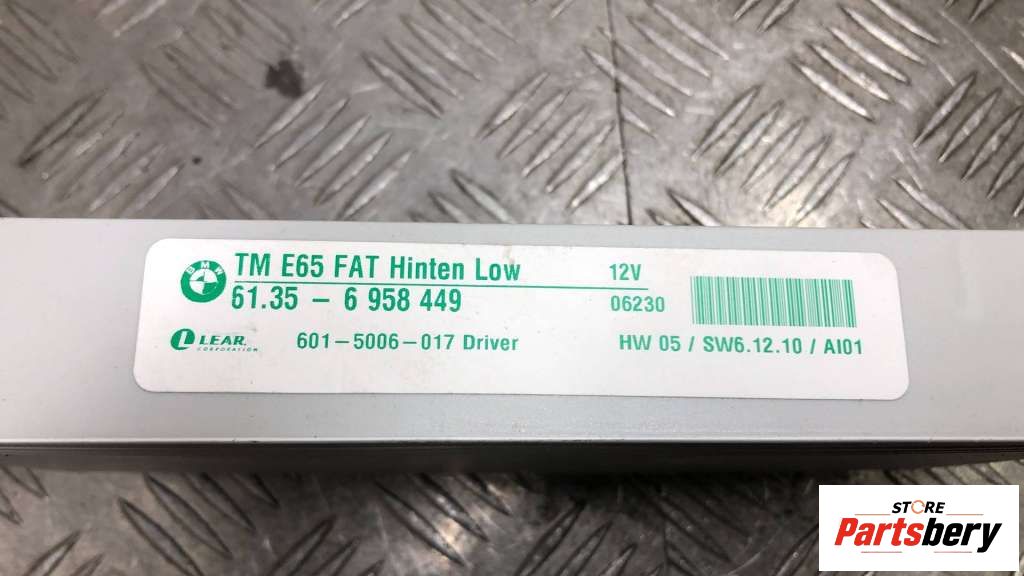 BMW
TM E65 FAT Hinten Low 12V
61.35 - 6 958 449 06230
LEAR
CORPORATION
601-5006-017 Driver
HW 05 / SW6.12.10 / AI01
STORE
Partsbery